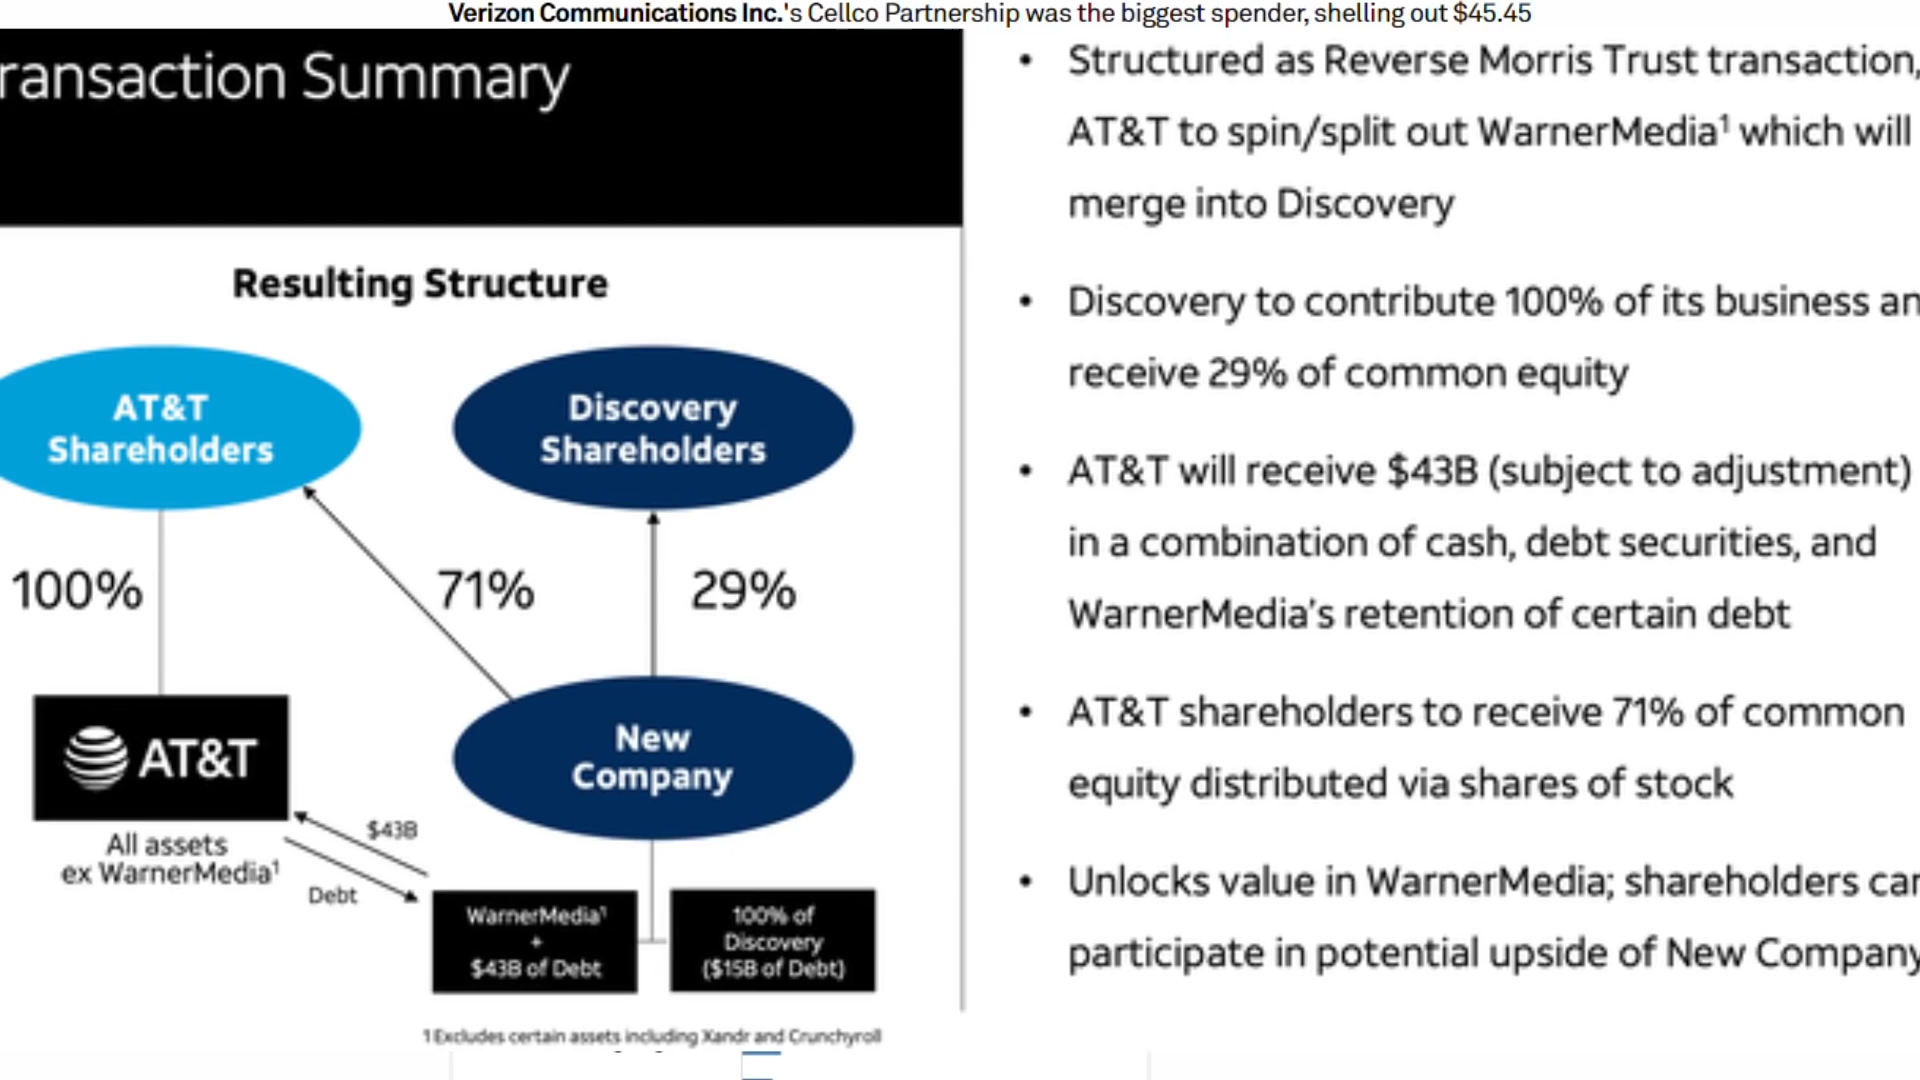 Verizon Communications Inc.'s Cellco Partnership was the biggest spender, shelling out $45.45
ransaction Summary
Resulting Structure
AT&T
Shareholders
Discovery
Shareholders
100%
71%
29%
AT&T
New
Company
All assets
ex WarnerMedia¹
$43B
Debt
WarnerMedia¹
+
$43B of Debt
100% of
Discovery
($15B of Debt)
1 Excludes certain assets including Xandr and Crunchyroll
• Structured as Reverse Morris Trust transaction,
AT&T to spin/split out WarnerMedia¹ which will
merge into Discovery
• Discovery to contribute 100% of its business an
receive 29% of common equity
• AT&T will receive $43B (subject to adjustment)
in a combination of cash, debt securities, and
WarnerMedia's retention of certain debt
• AT&T shareholders to receive 71% of common
equity distributed via shares of stock
• Unlocks value in WarnerMedia; shareholders can
participate in potential upside of New Company